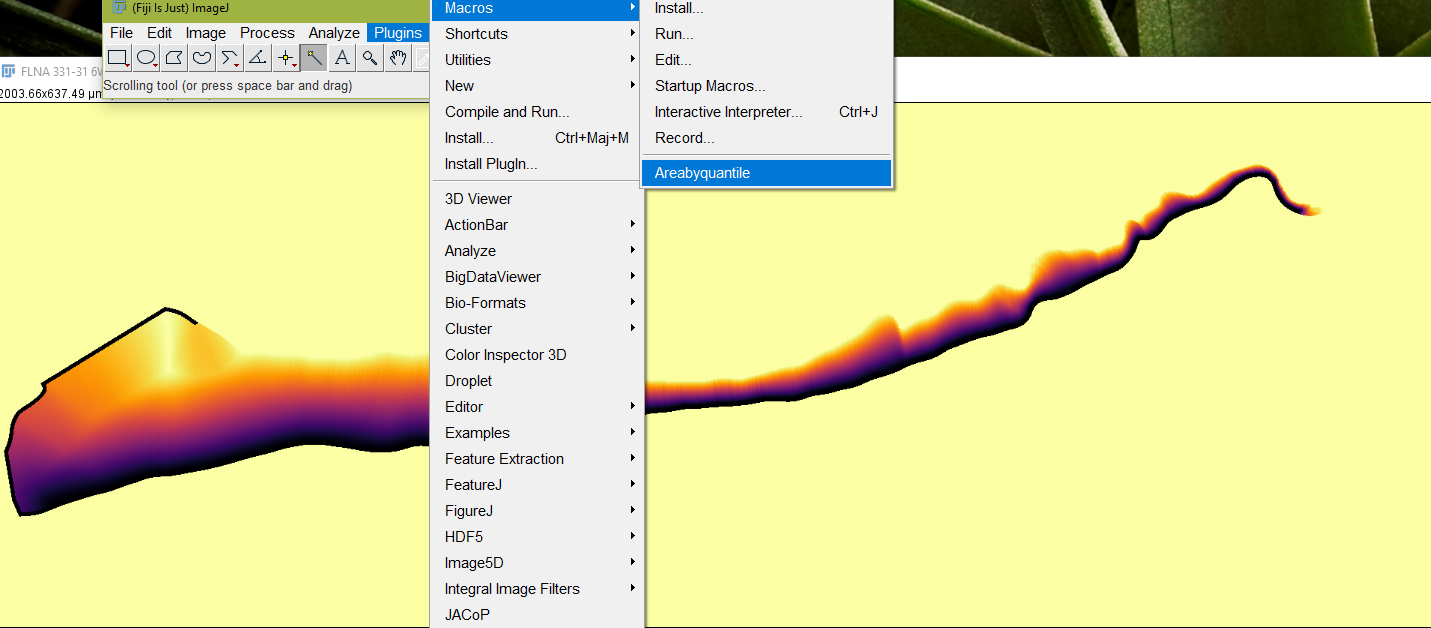 (Fiji Is Just) ImageJ
File Edit Image Process Analyze Plugins
Scrolling tool (or press space bar and drag)
FLNA 331-31 6
2003.66x637.49 µm
Macros
Shortcuts
Utilities
New
Compile and Run...
Install... Ctrl+Maj+M
Install PlugIn...
3D Viewer
ActionBar
Analyze
BigDataViewer
Bio-Formats
Cluster
Color Inspector 3D
Droplet
Editor
Examples
Feature Extraction
FeatureJ
FigureJ
HDF5
Image5D
Integral Image Filters
JACoP
Install...
Run...
Edit...
Startup Macros...
Interactive Interpreter... Ctrl+J
Record...
Areabyquantile